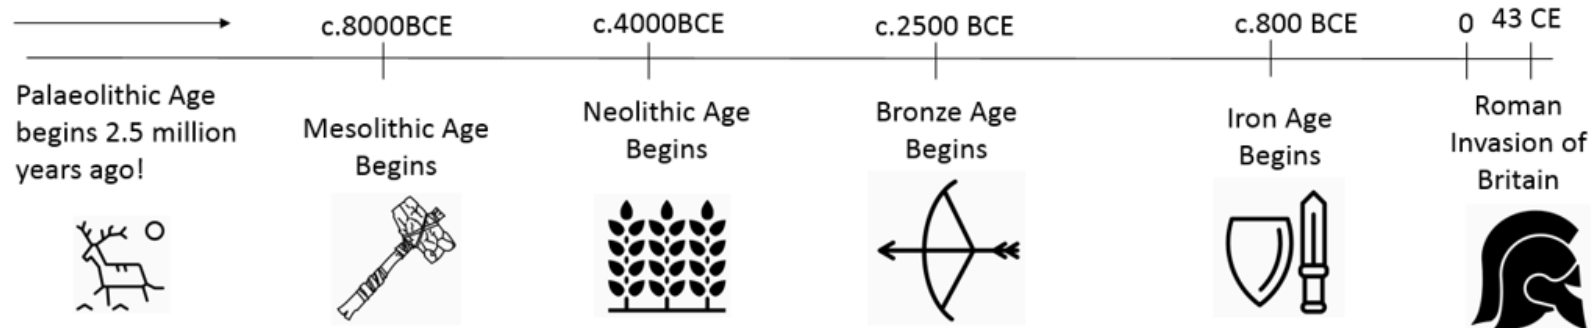 c.8000BCE
c.4000BCE
c.2500 BCE
c.800 BCE
0
43 CE
Palaeolithic Age
begins 2.5 million
years ago!
Mesolithic Age
Begins
Neolithic Age
Begins
Bronze Age
Begins
Iron Age
Begins
Roman
Invasion of
Britain